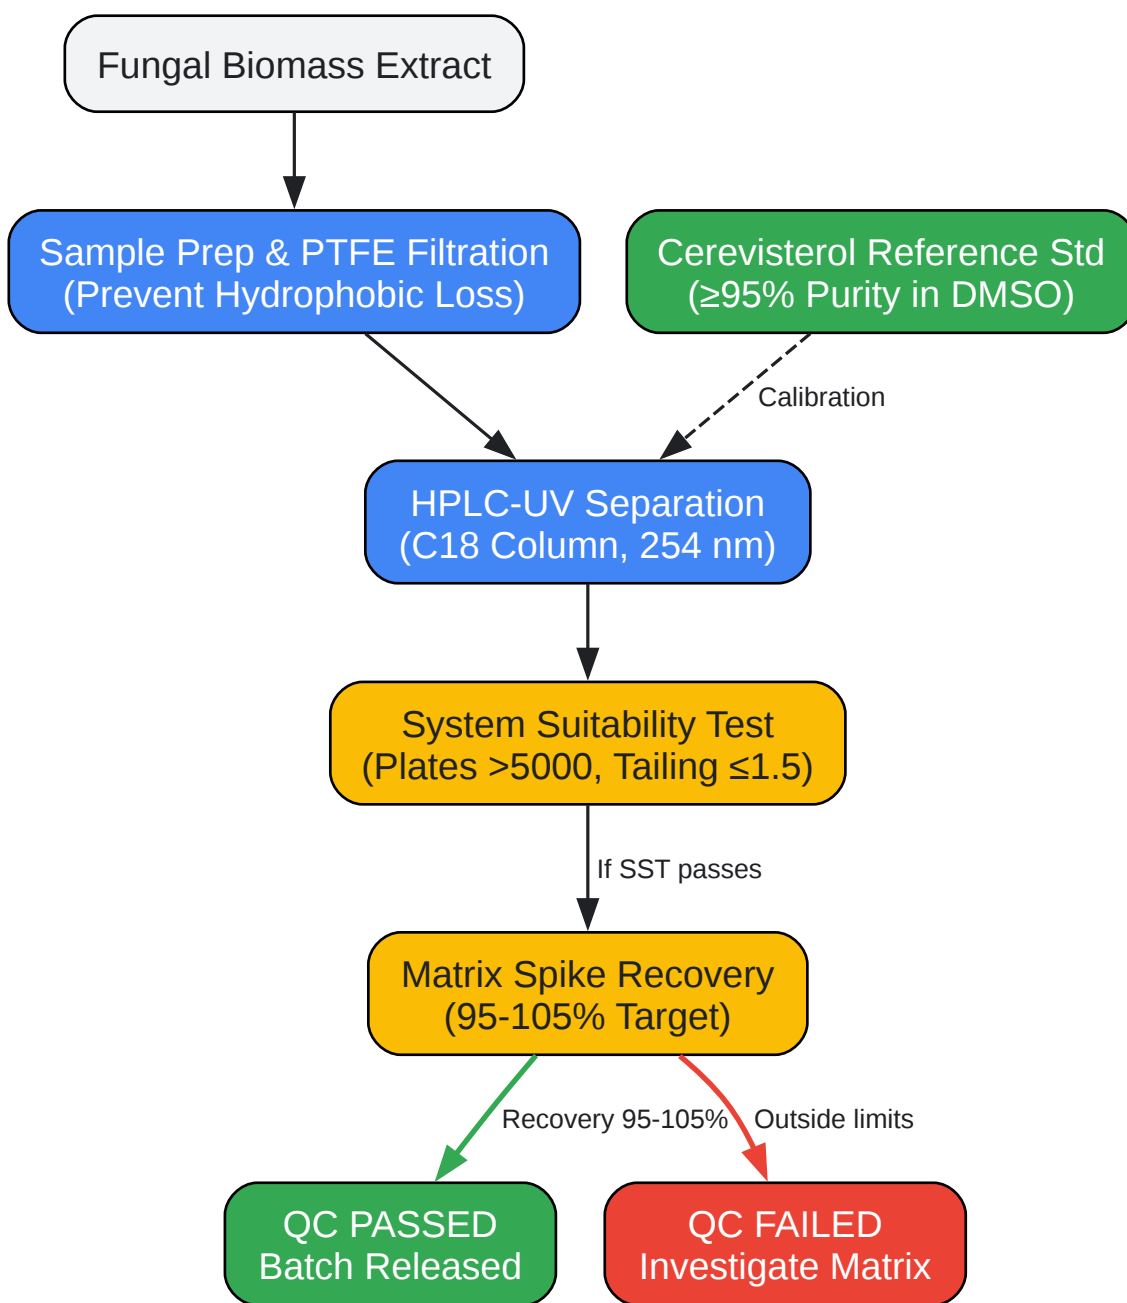 Fungal Biomass Extract
Sample Prep & PTFE Filtration
(Prevent Hydrophobic Loss)
Cerevisterol Reference Std
(≥95% Purity in DMSO)
Calibration
HPLC-UV Separation
(C18 Column, 254 nm)
System Suitability Test
(Plates >5000, Tailing ≤1.5)
If SST passes
Matrix Spike Recovery
(95-105% Target)
Recovery 95-105%
Outside limits
QC PASSED
Batch Released
QC FAILED
Investigate Matrix